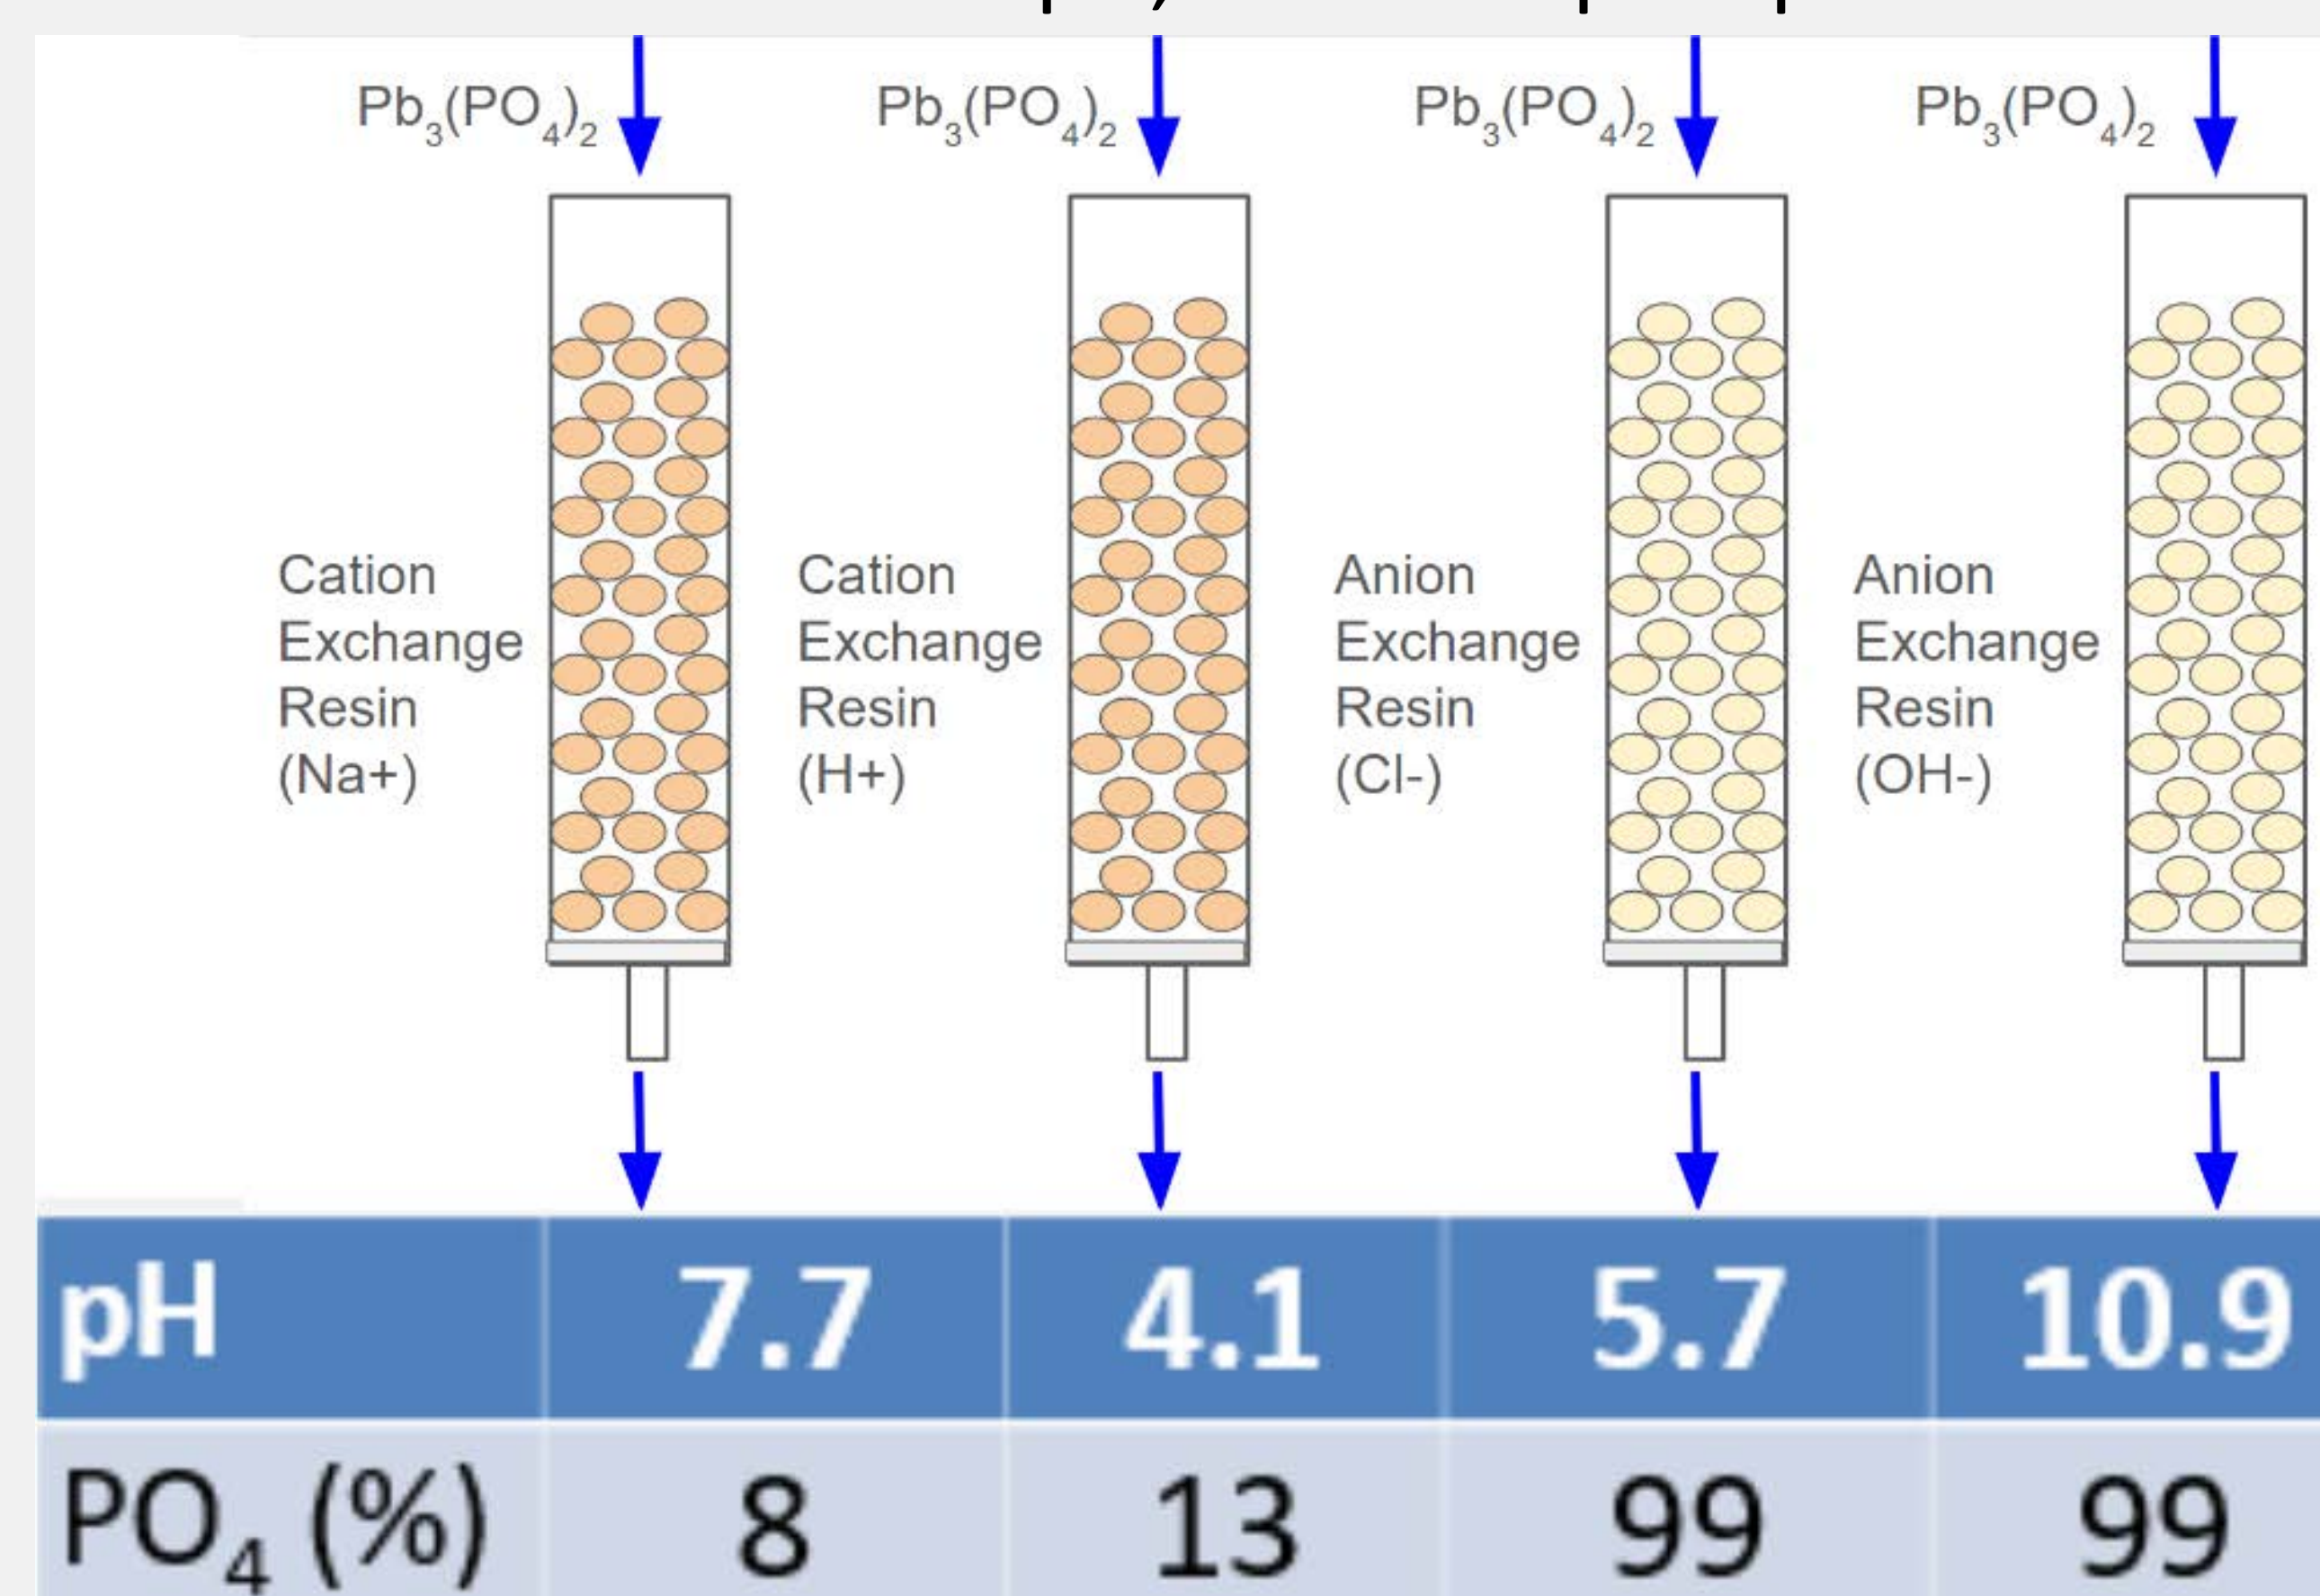 Pb₃(PO₄)₂ Pb₃(PO₄)₂ Pb₃(PO₄)₂ Pb₃(PO₄)₂
Cation
Exchange
Resin
(Na+)
Cation
Exchange
Resin
(H+)
Anion
Exchange
Resin
(Cl-)
Anion
Exchange
Resin
(OH-)
pH 7.7 4.1 5.7 10.9
PO₄ (%) 8 13 99 99